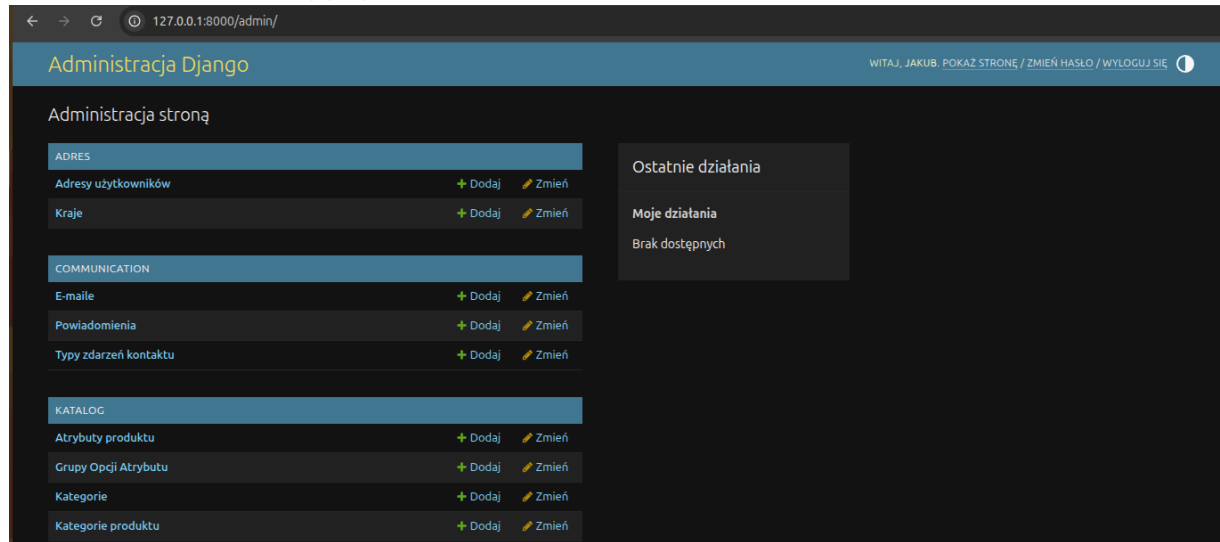 127.0.0.1:8000/admin/
Administracja Django
WITAJ, JAKUB. POKAŻ STRONĘ / ZMIEŃ HASŁO / WYLOGUJ SIĘ
Administracja stroną
ADRES
Adresy użytkowników Dodaj Zmień
Kraje Dodaj Zmień
COMMUNICATION
E-maile Dodaj Zmień
Powiadomienia Dodaj Zmień
Typy zdarzeń kontaktu Dodaj Zmień
KATALOG
Atrybuty produktu Dodaj Zmień
Grupy Opcji Atrybutu Dodaj Zmień
Kategorie Dodaj Zmień
Kategorie produktu Dodaj Zmień
Ostatnie działania
Moje działania
Brak dostępnych